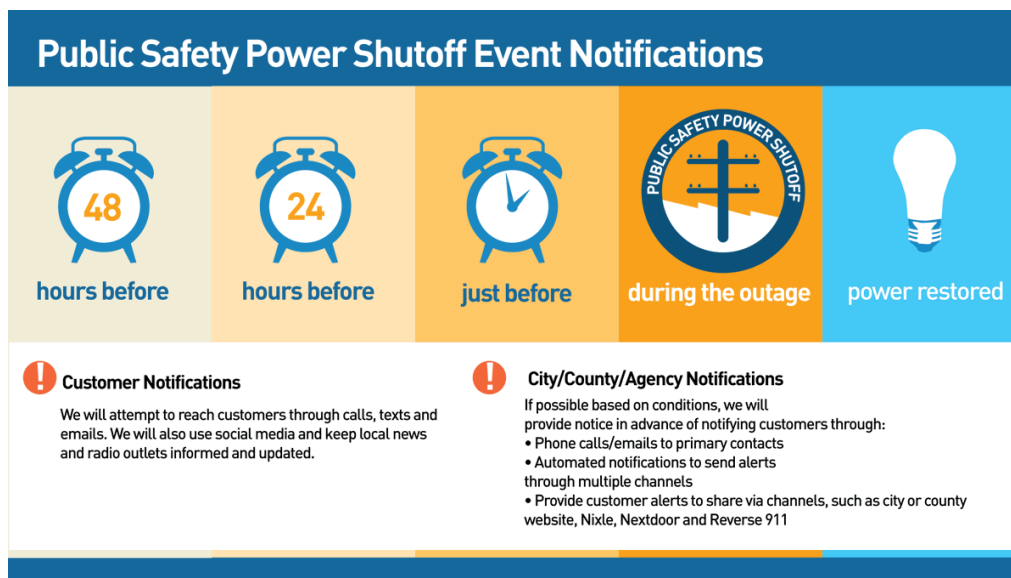 Public Safety Power Shutoff Event Notifications
48
hours before
24
hours before
just before
PUBLIC SAFETY POWER SHUTOFF
during the outage
power restored
! Customer Notifications
We will attempt to reach customers through calls, texts and
emails. We will also use social media and keep local news
and radio outlets informed and updated.
! City/County/Agency Notifications
If possible based on conditions, we will
provide notice in advance of notifying customers through:
• Phone calls/emails to primary contacts
• Automated notifications to send alerts
through multiple channels
• Provide customer alerts to share via channels, such as city or county
website, Nixle, Nextdoor and Reverse 911